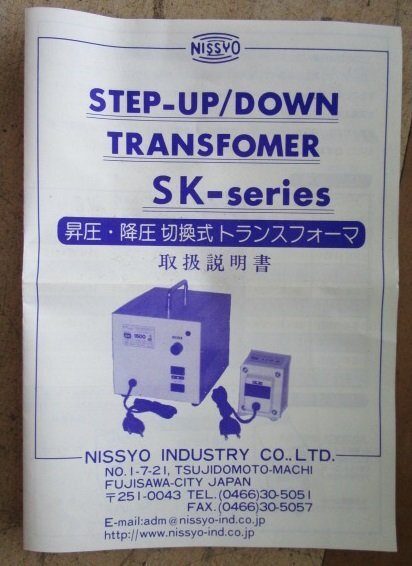 NISSYO
STEP-UP/DOWN
TRANSFOMER
SK-series
昇圧・降圧 切換式 トランスフォーマ
取扱説明書
1500
NISSYO INDUSTRY CO.,LTD.
NO.1-7-21, TSUJIDOMOTO-MACHI
FUJISAWA-CITY JAPAN
〒251-0043 TEL.(0466)30-5051
FAX.(0466)30-5057
E-mail:adm@nissyo-ind.co.jp
http://www.nissyo-ind.co.jp